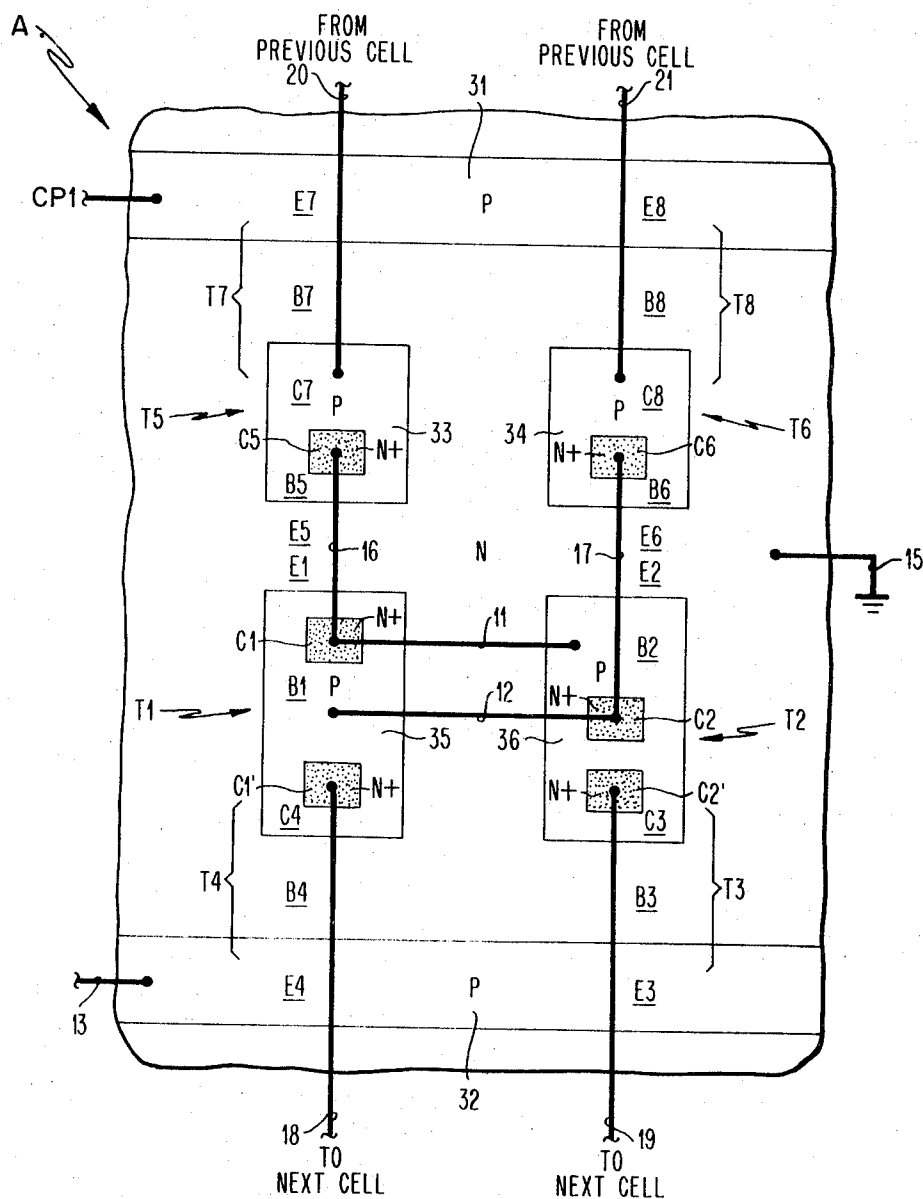 A
FROM
PREVIOUS CELL
FROM
PREVIOUS CELL
20
31
21
CP1
E7
P
E8
T7
B7
B8
T8
C7
P
C8
P
T5
33
34
T6
C5
N+
N+
C6
B5
B6
E5
16
N
17
E6
E1
E2
15
C1
N+
11
B2
B1
P
P
N+
12
T1
35
36
C2
T2
C1'
N+
N+
C2'
C4
C3
T4
B4
B3
T3
13
E4
P
E3
32
18
19
TO
NEXT CELL
TO
NEXT CELL